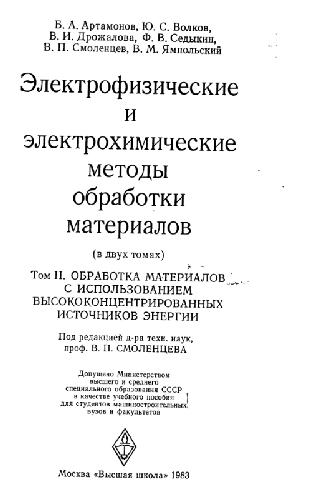 Б. А. Артамонов, Ю. С. Волков,
В. И. Дрожалова, Ф. В. Седыкин,
В. П. Смоленцев, В. М. Ямпольский
Электрофизические
и
электрохимические
методы
обработки
материалов
(в двух томах)
Том II. ОБРАБОТКА МАТЕРИАЛОВ
С ИСПОЛЬЗОВАНИЕМ
ВЫСОКОКОНЦЕНТРИРОВАННЫХ
ИСТОЧНИКОВ ЭНЕРГИИ
Под редакцией д-ра техн. наук,
проф. В. П. СМОЛЕНЦЕВА
Допущено Министерством
высшего и среднего
специального образования СССР
в качестве учебного пособия
для студентов машиностроительных
вузов и факультетов
Москва «Высшая школа» 1983